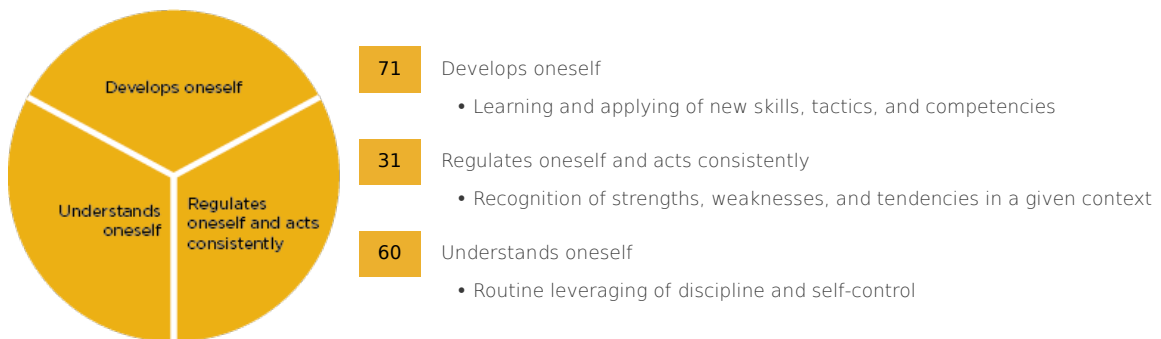 Develops oneself
Understands
oneself
Regulates
oneself and acts
consistently
71 Develops oneself
• Learning and applying of new skills, tactics, and competencies
31 Regulates oneself and acts consistently
• Recognition of strengths, weaknesses, and tendencies in a given context
60 Understands oneself
• Routine leveraging of discipline and self-control